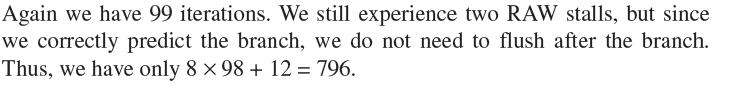 Again we have 99 iterations. We still experience two RAW stalls, but since
we correctly predict the branch, we do not need to flush after the branch.
Thus, we have only 8 × 98 + 12 = 796.